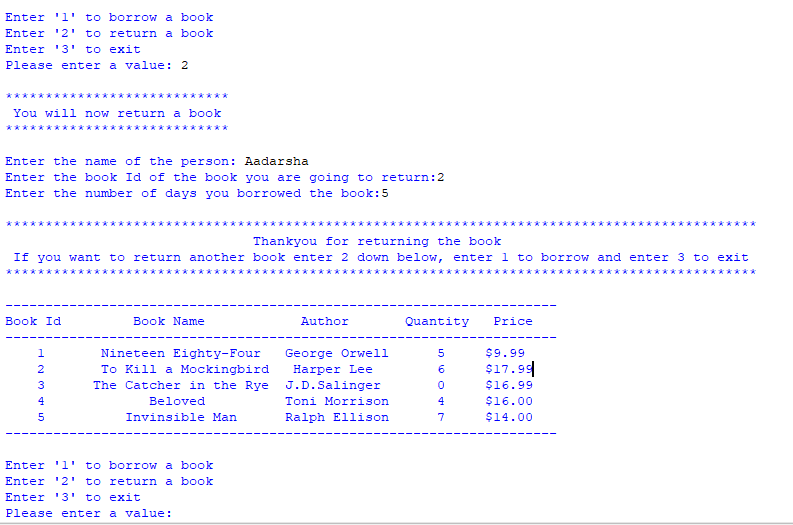 Enter '1' to borrow a book
Enter '2' to return a book
Enter '3' to exit
Please enter a value: 2
****************************
You will now return a book
****************************
Enter the name of the person: Aadarsha
Enter the book Id of the book you are going to return:2
Enter the number of days you borrowed the book:5
**********************************************************************************************
Thankyou for returning the book
If you want to return another book enter 2 down below, enter 1 to borrow and enter 3 to exit
**********************************************************************************************
---------------------------------------------------------------------
Book Id Book Name Author Quantity Price
---------------------------------------------------------------------
1 Nineteen Eighty-Four George Orwell 5 $9.99
2 To Kill a Mockingbird Harper Lee 6 $17.99
3 The Catcher in the Rye J.D.Salinger 0 $16.99
4 Beloved Toni Morrison 4 $16.00
5 Invinsible Man Ralph Ellison 7 $14.00
---------------------------------------------------------------------
Enter '1' to borrow a book
Enter '2' to return a book
Enter '3' to exit
Please enter a value: